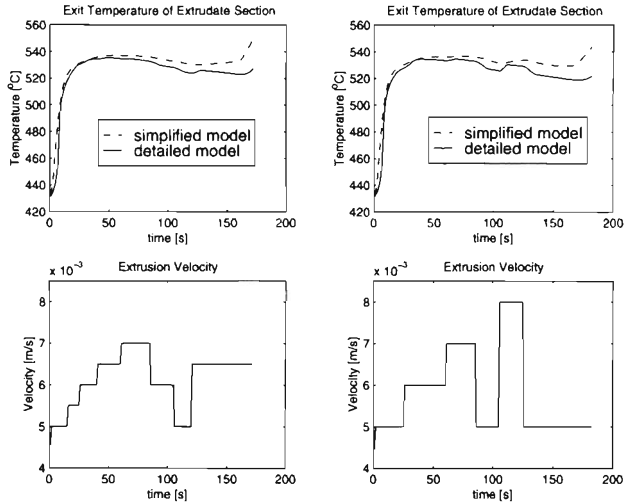 Exit Temperature of Extrudate Section
560
540
520
500
480
460
440
420
Temperature [°C]
simplified model
detailed model
0 50 100 150 200
time [s]
Exit Temperature of Extrudate Section
560
540
520
500
480
460
440
420
Temperature [°C]
simplified model
detailed model
0 50 100 150 200
time [s]
x 10⁻³
Extrusion Velocity
8
7
6
5
4
Velocity [m/s]
0 50 100 150 200
time [s]
x 10⁻³
Extrusion Velocity
8
7
6
5
4
Velocity [m/s]
0 50 100 150 200
time [s]